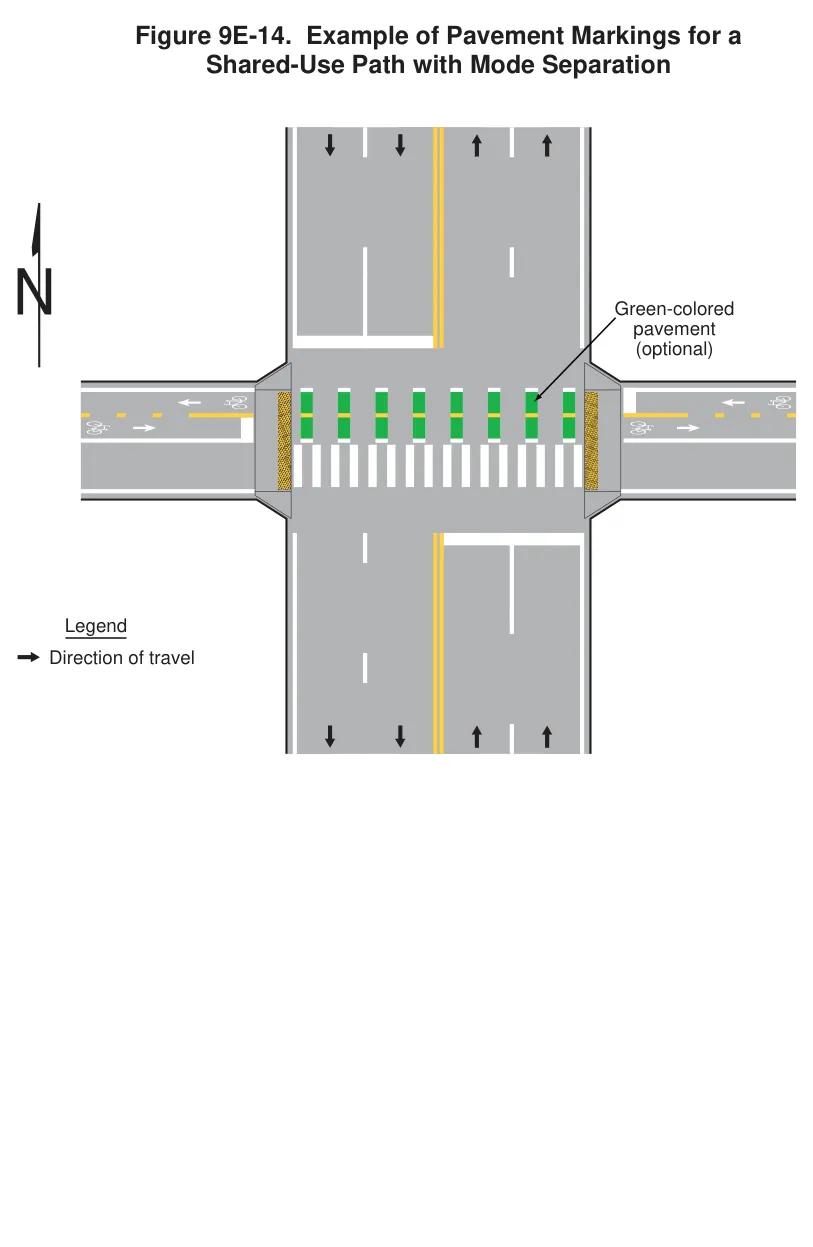 Figure 9E-14.  Example of Pavement Markings for a
Shared-Use Path with Mode Separation
N
Green-colored
pavement
(optional)
Legend
Direction of travel